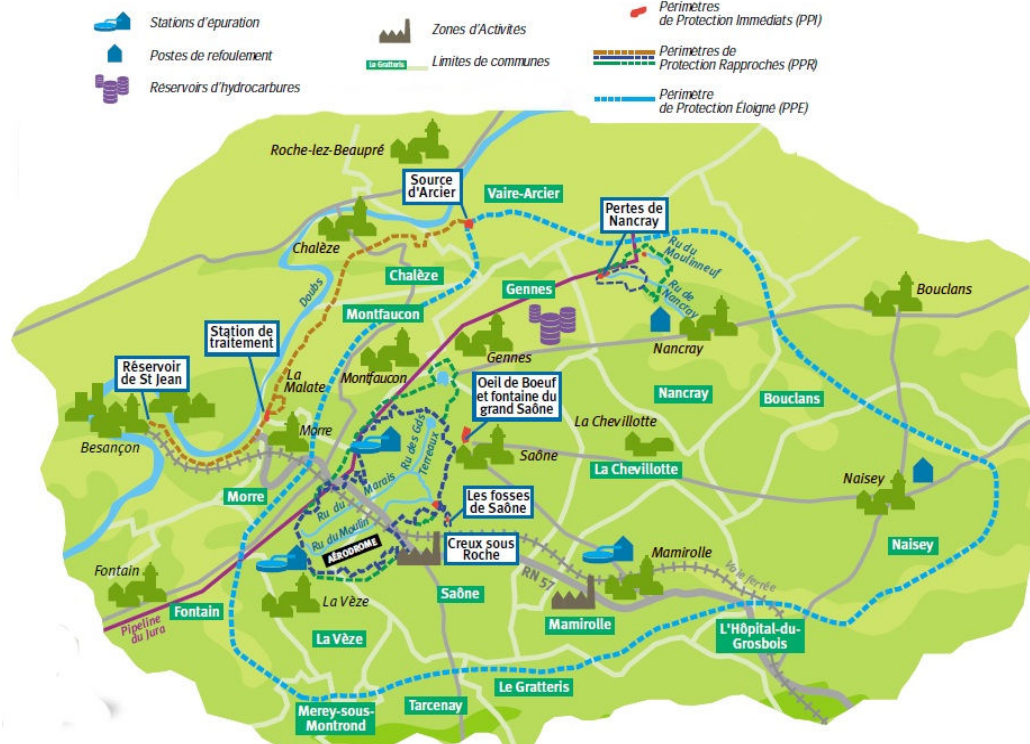 Stations d'épuration
Postes de refoulement
Réservoirs d'hydrocarbures
Zones d'Activités
Le Gratteris
Limites de communes
Périmètres
de Protection Immédiats (PPI)
Périmètres de
Protection Rapprochés (PPR)
Périmètre
de Protection Éloigné (PPE)
Roche-lez-Beaupré
Source
d'Arcier
Vaire-Arcier
Pertes de
Nancray
Chalèze
Ru du
Moulinneuf
Chalèze
Gennes
Ru de
Nancray
Bouclans
Doubs
Montfaucon
Station de
traitement
Nancray
Gennes
Réservoir
de St Jean
La
Malate
Montfaucon
Oeil de Boeuf
et fontaine du
grand Saône
Nancray
Bouclans
La Chevillotte
Besançon
Morre
Ru des Gds
Terreaux
Saône
La Chevillotte
Naisey
Morre
Marais
Ru du
Les fosses
de Saône
Ru du Moulin
AÉRODROME
Creux sous
Roche
Naisey
Mamirolle
Fontain
RN 57
Voie ferrée
Saône
La Vèze
Fontain
Pipeline
du Jura
Mamirolle
La Vèze
L'Hôpital-du-
Grosbois
Le Gratteris
Tarcenay
Merey-sous-
Montrond